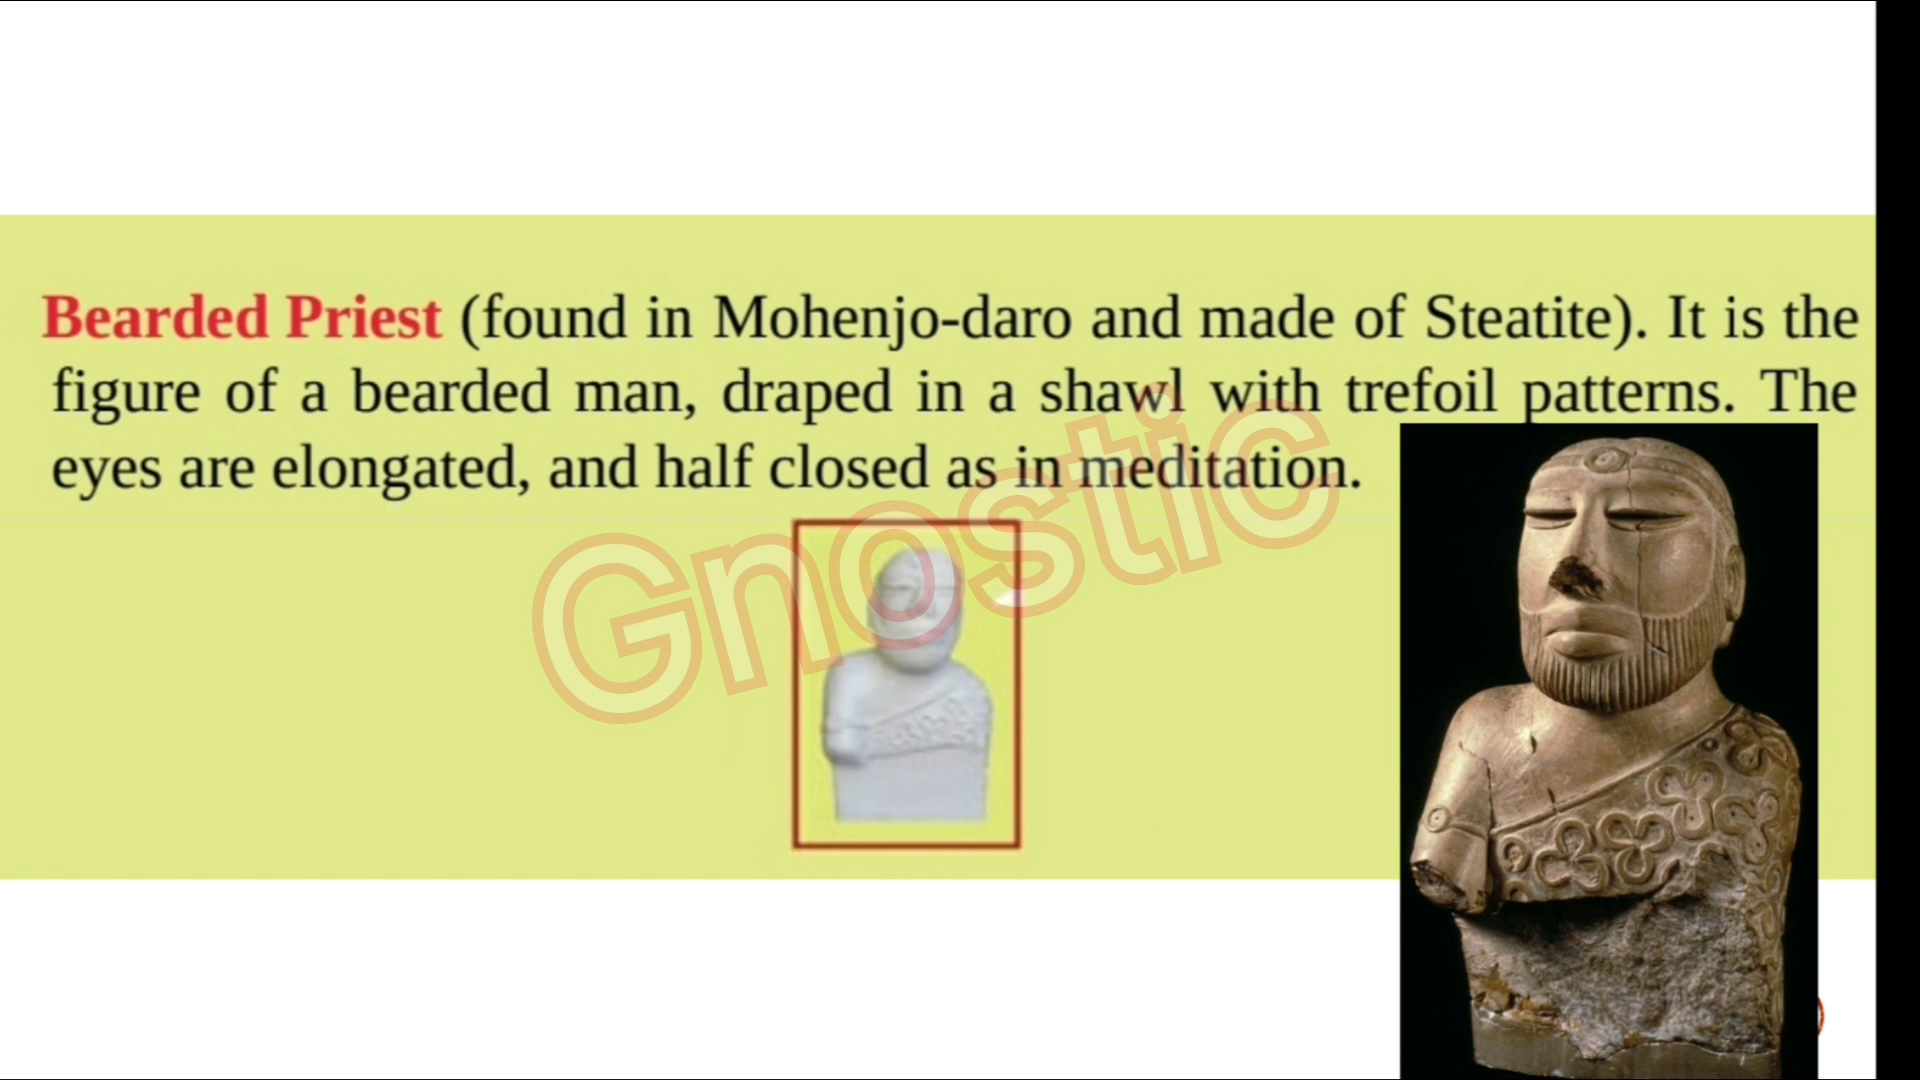 Bearded Priest (found in Mohenjo-daro and made of Steatite). It is the
figure of a bearded man, draped in a shawl with trefoil patterns. The
eyes are elongated, and half closed as in meditation.
Gnostic